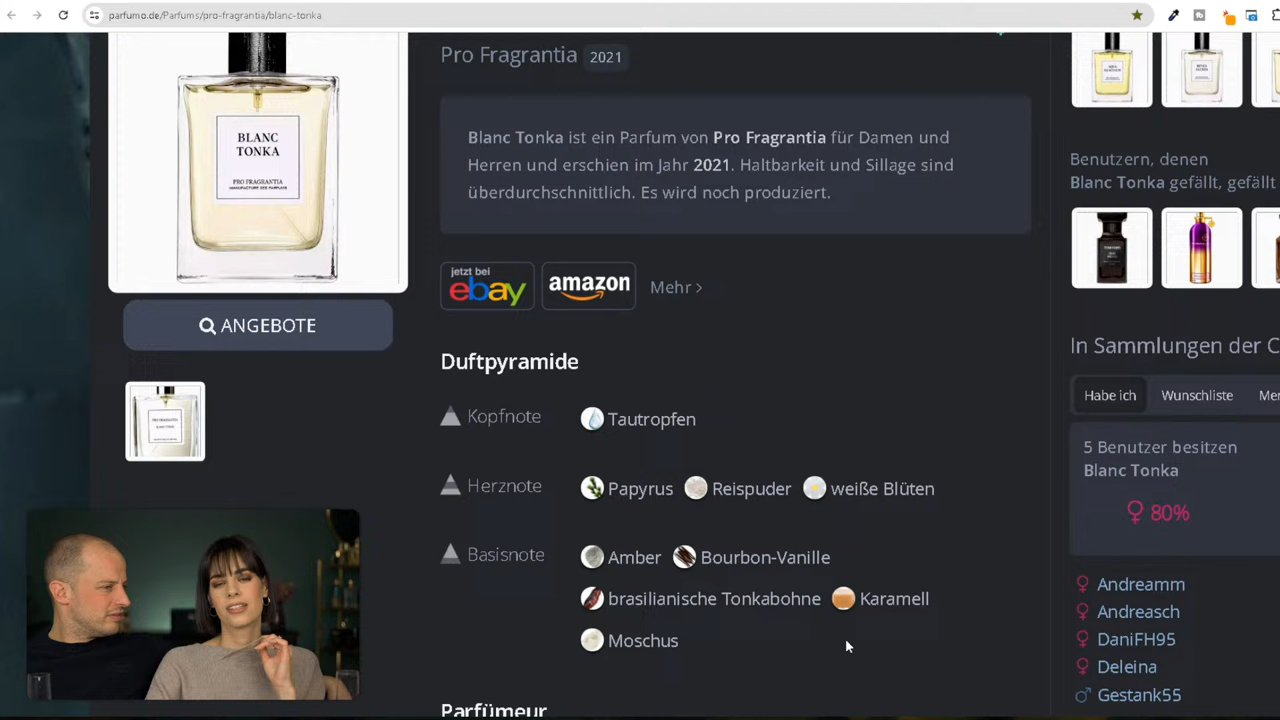 parfumo.de/Parfums/pro-fragrantia/blanc-tonka
BLANC
TONKA
PRO FRAGRANTIA
MANUFACTURE DES PARFUMS
ANGEBOTE
Pro Fragrantia 2021
Blanc Tonka ist ein Parfum von Pro Fragrantia für Damen und
Herren und erschien im Jahr 2021. Haltbarkeit und Sillage sind
überdurchschnittlich. Es wird noch produziert.
jetzt bei
ebay
amazon
Mehr >
Duftpyramide
Kopfnote Tautropfen
Herznote Papyrus Reispuder weiße Blüten
Basisnote Amber Bourbon-Vanille
brasilianische Tonkabohne Karamell
Moschus
Parfümeur
Benutzern, denen
Blanc Tonka gefällt, gefällt
In Sammlungen der C
Habe ich Wunschliste Mer
5 Benutzer besitzen
Blanc Tonka
♀ 80%
♀ Andreamm
♀ Andreasch
♀ DaniFH95
♀ Deleina
♂ Gestank55